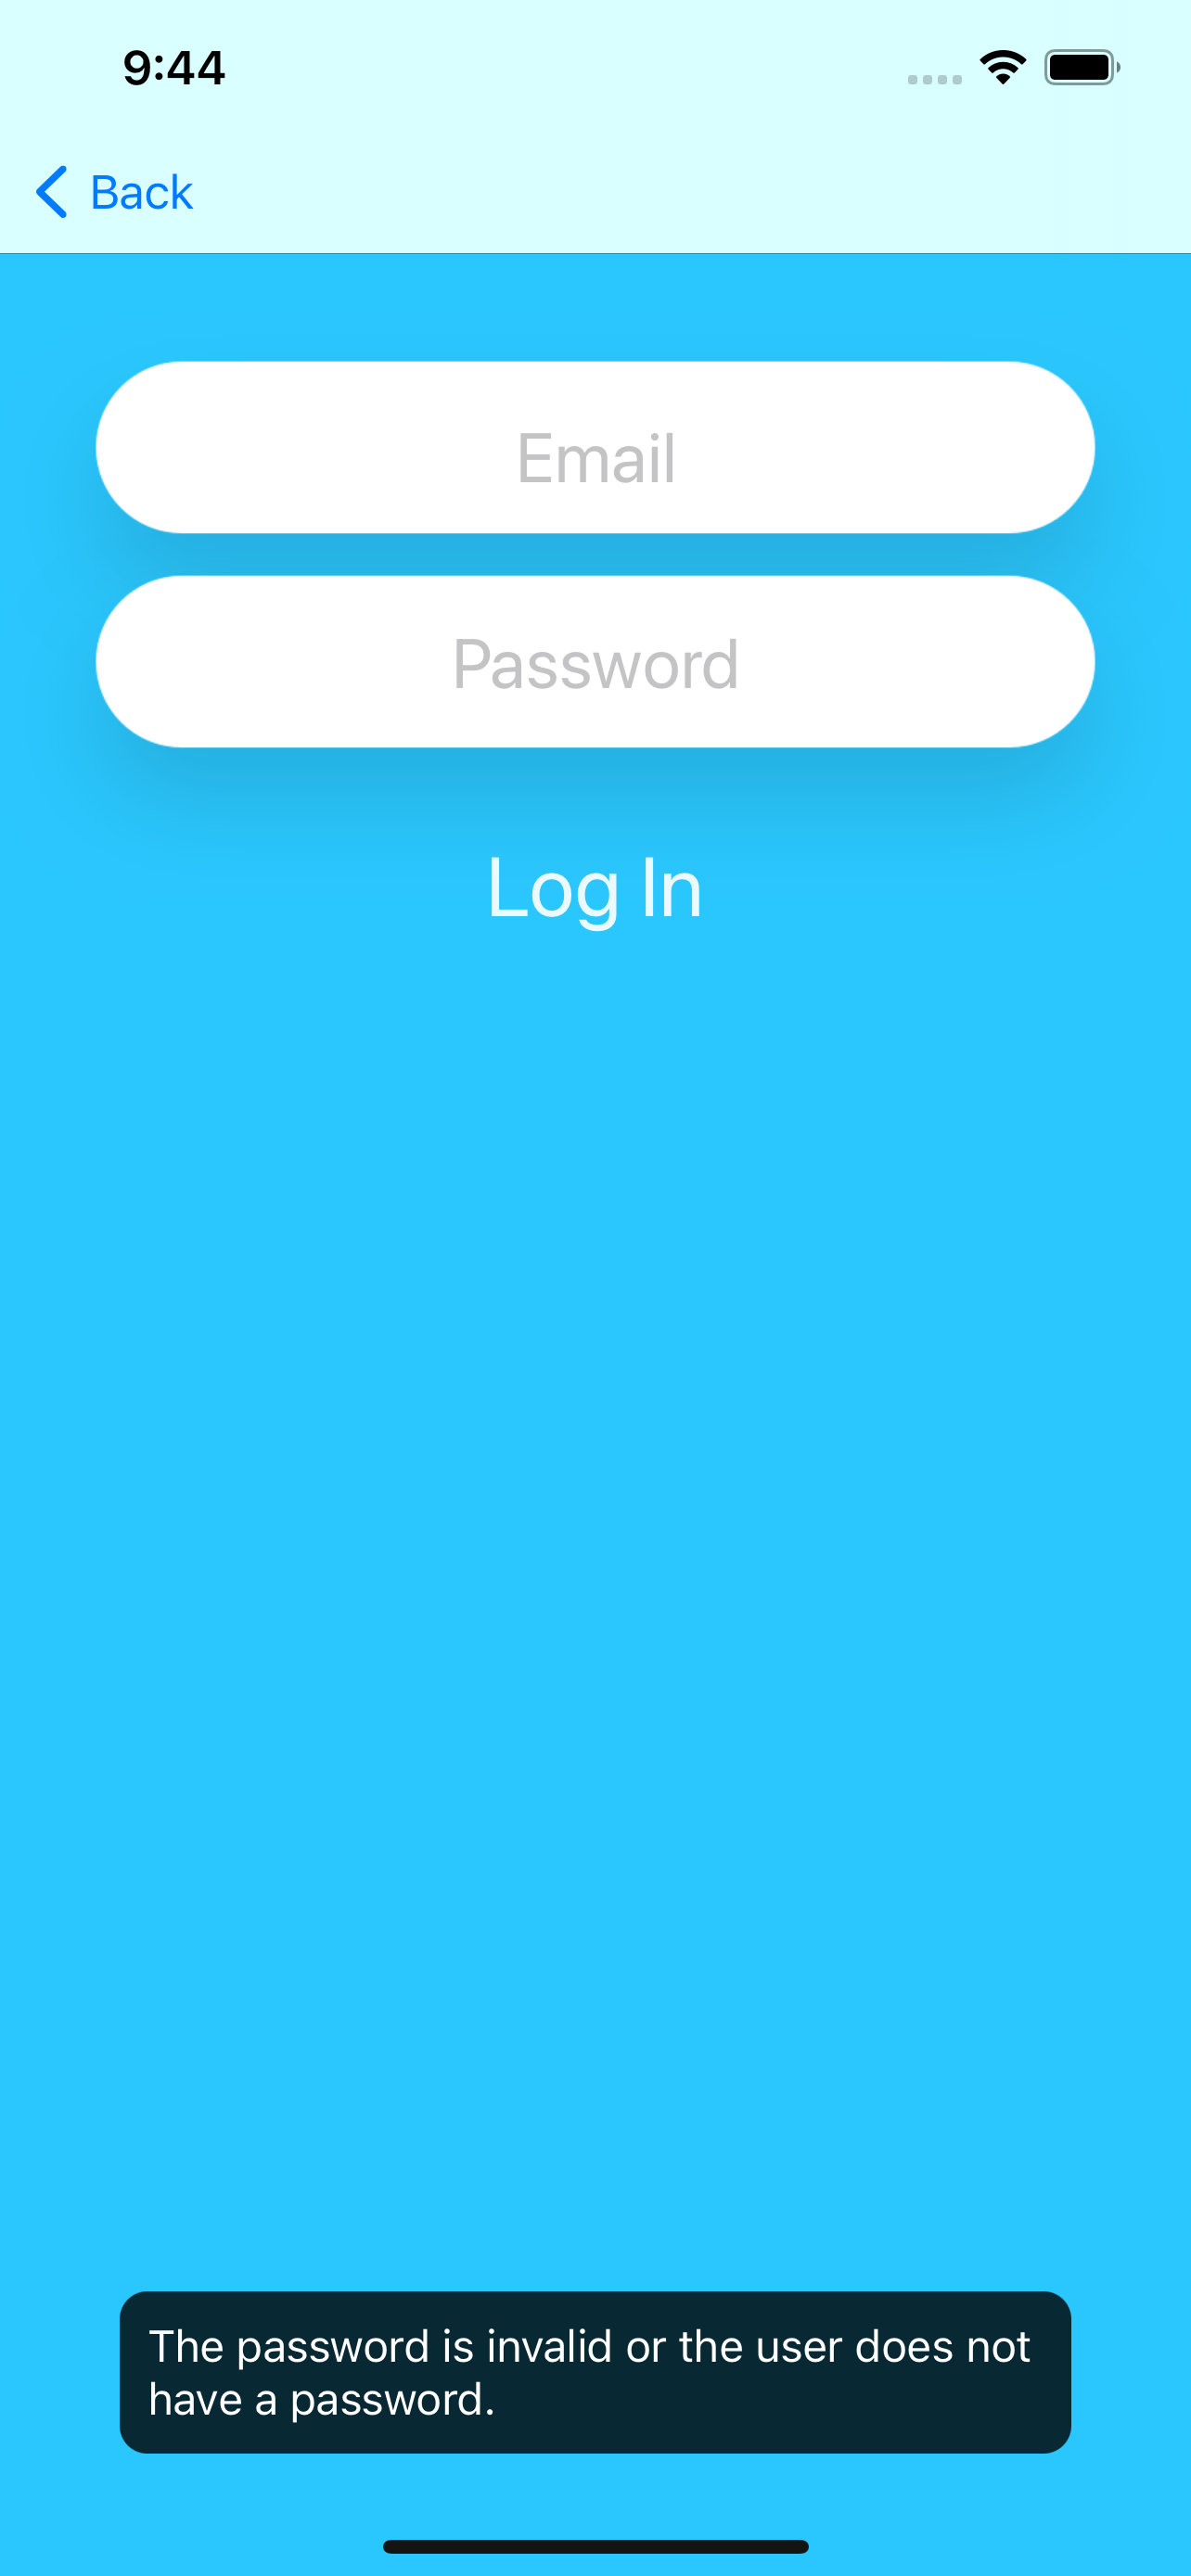 9:44
Back
Email
Password
Log In
The password is invalid or the user does not
have a password.